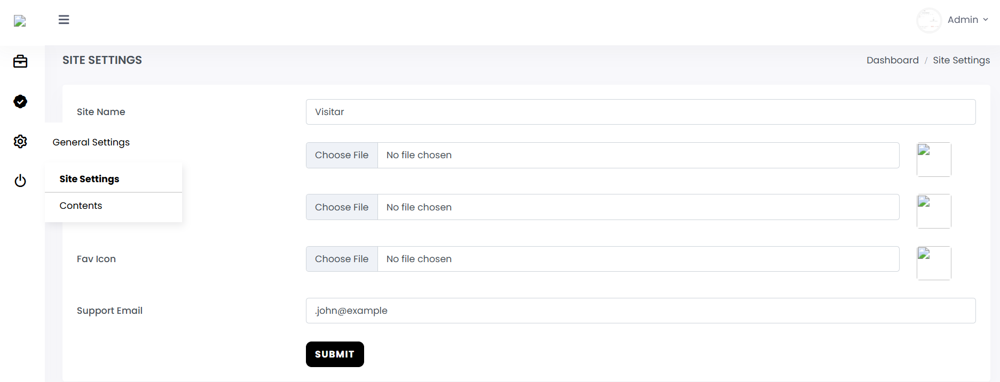 Admin
SITE SETTINGS
Dashboard / Site Settings
Site Name
Visitar
General Settings
Choose File No file chosen
Site Settings
Contents
Choose File No file chosen
Fav Icon
Choose File No file chosen
Support Email
.john@example
SUBMIT